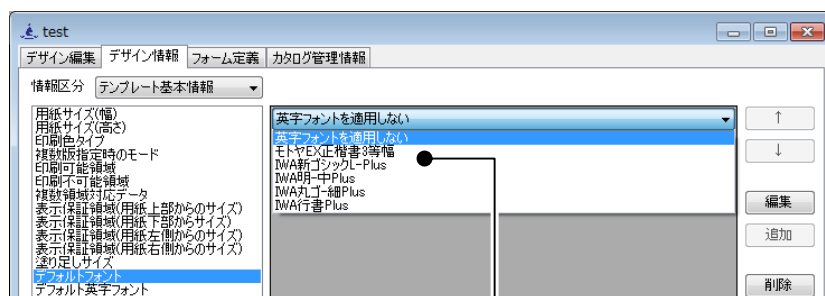 test
デザイン編集 デザイン情報 フォーム定義 カタログ管理情報
情報区分 テンプレート基本情報
用紙サイズ(幅)
用紙サイズ(高さ)
印刷色タイプ
複数版指定時のモード
印刷可能領域
印刷不可能領域
複数領域対応データ
表示保証領域(用紙上部からのサイズ)
表示保証領域(用紙下部からのサイズ)
表示保証領域(用紙左側からのサイズ)
表示保証領域(用紙右側からのサイズ)
塗り足しサイズ
デフォルトフォント
デフォルト英字フォント
英字フォントを適用しない
英字フォントを適用しない
モトヤEX正楷書3等幅
IWA新ゴシックL-Plus
IWA明-中Plus
IWA丸ゴ-細Plus
IWA行書Plus
↑
↓
編集
追加
削除